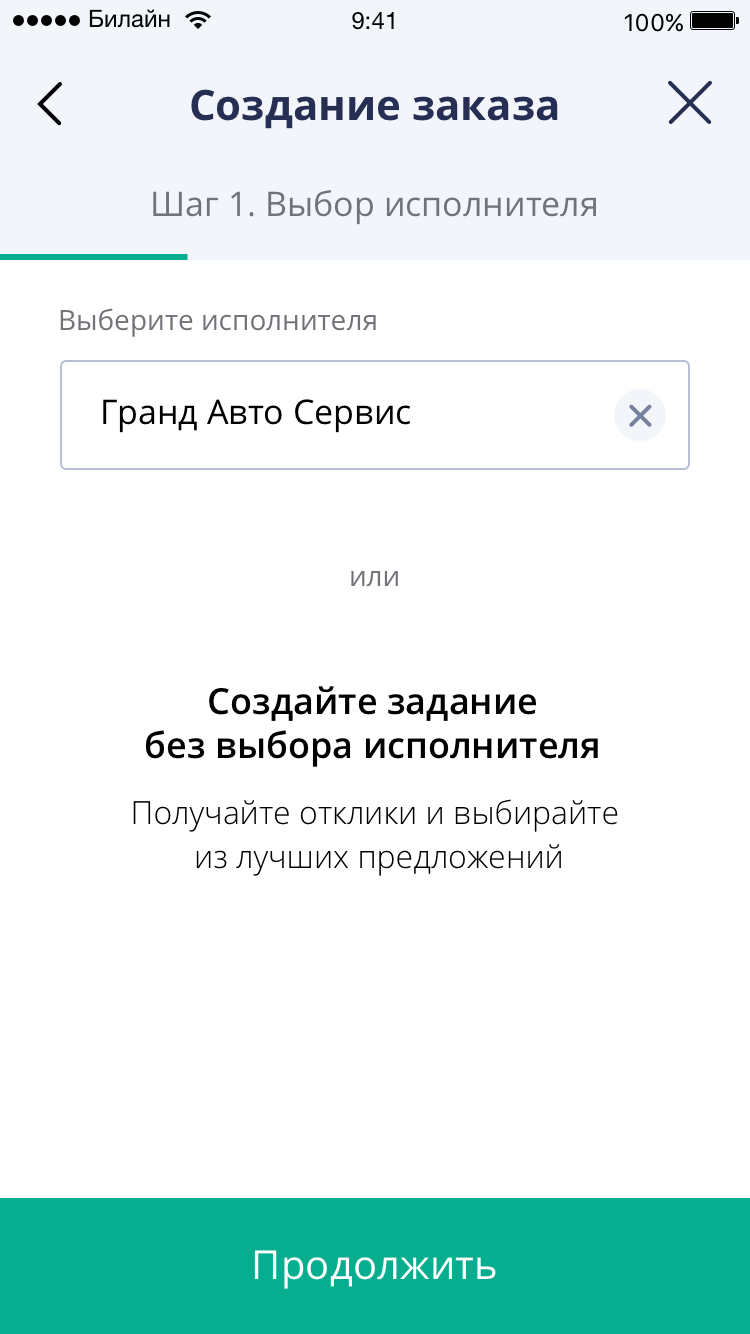 Билайн 9:41 100%
Создание заказа
Шаг 1. Выбор исполнителя
Выберите исполнителя
Гранд Авто Сервис
или
Создайте задание
без выбора исполнителя
Получайте отклики и выбирайте
из лучших предложений
Продолжить